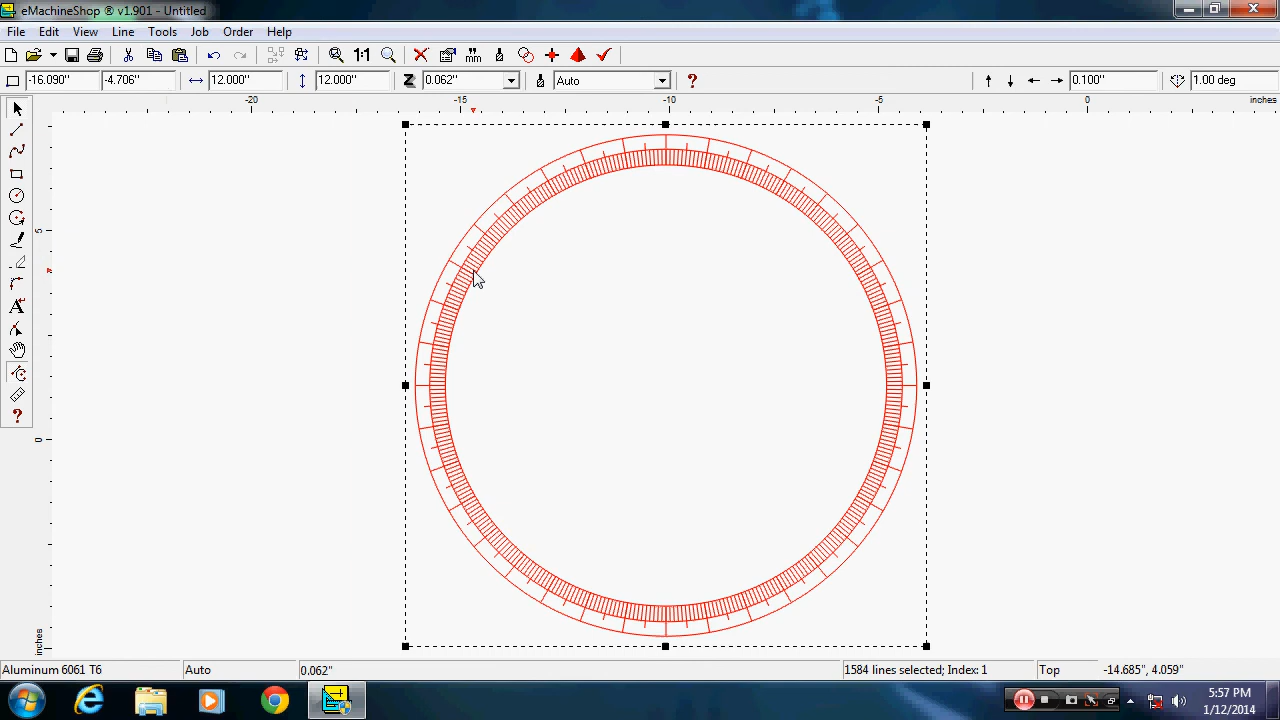 eMachineShop ® v1.901 - Untitled
File Edit View Line Tools Job Order Help
1:1 mm
-16.090" -4.706" 12.000" 12.000" Z 0.062" Auto ? 0.100" 1.00 deg
-20 -15 -10 -5 0 inches
5
A
0
?
inches
Aluminum 6061 T6 Auto 0.062" 1584 lines selected; Index: 1 Top -14.685", 4.059"
5:57 PM
1/12/2014